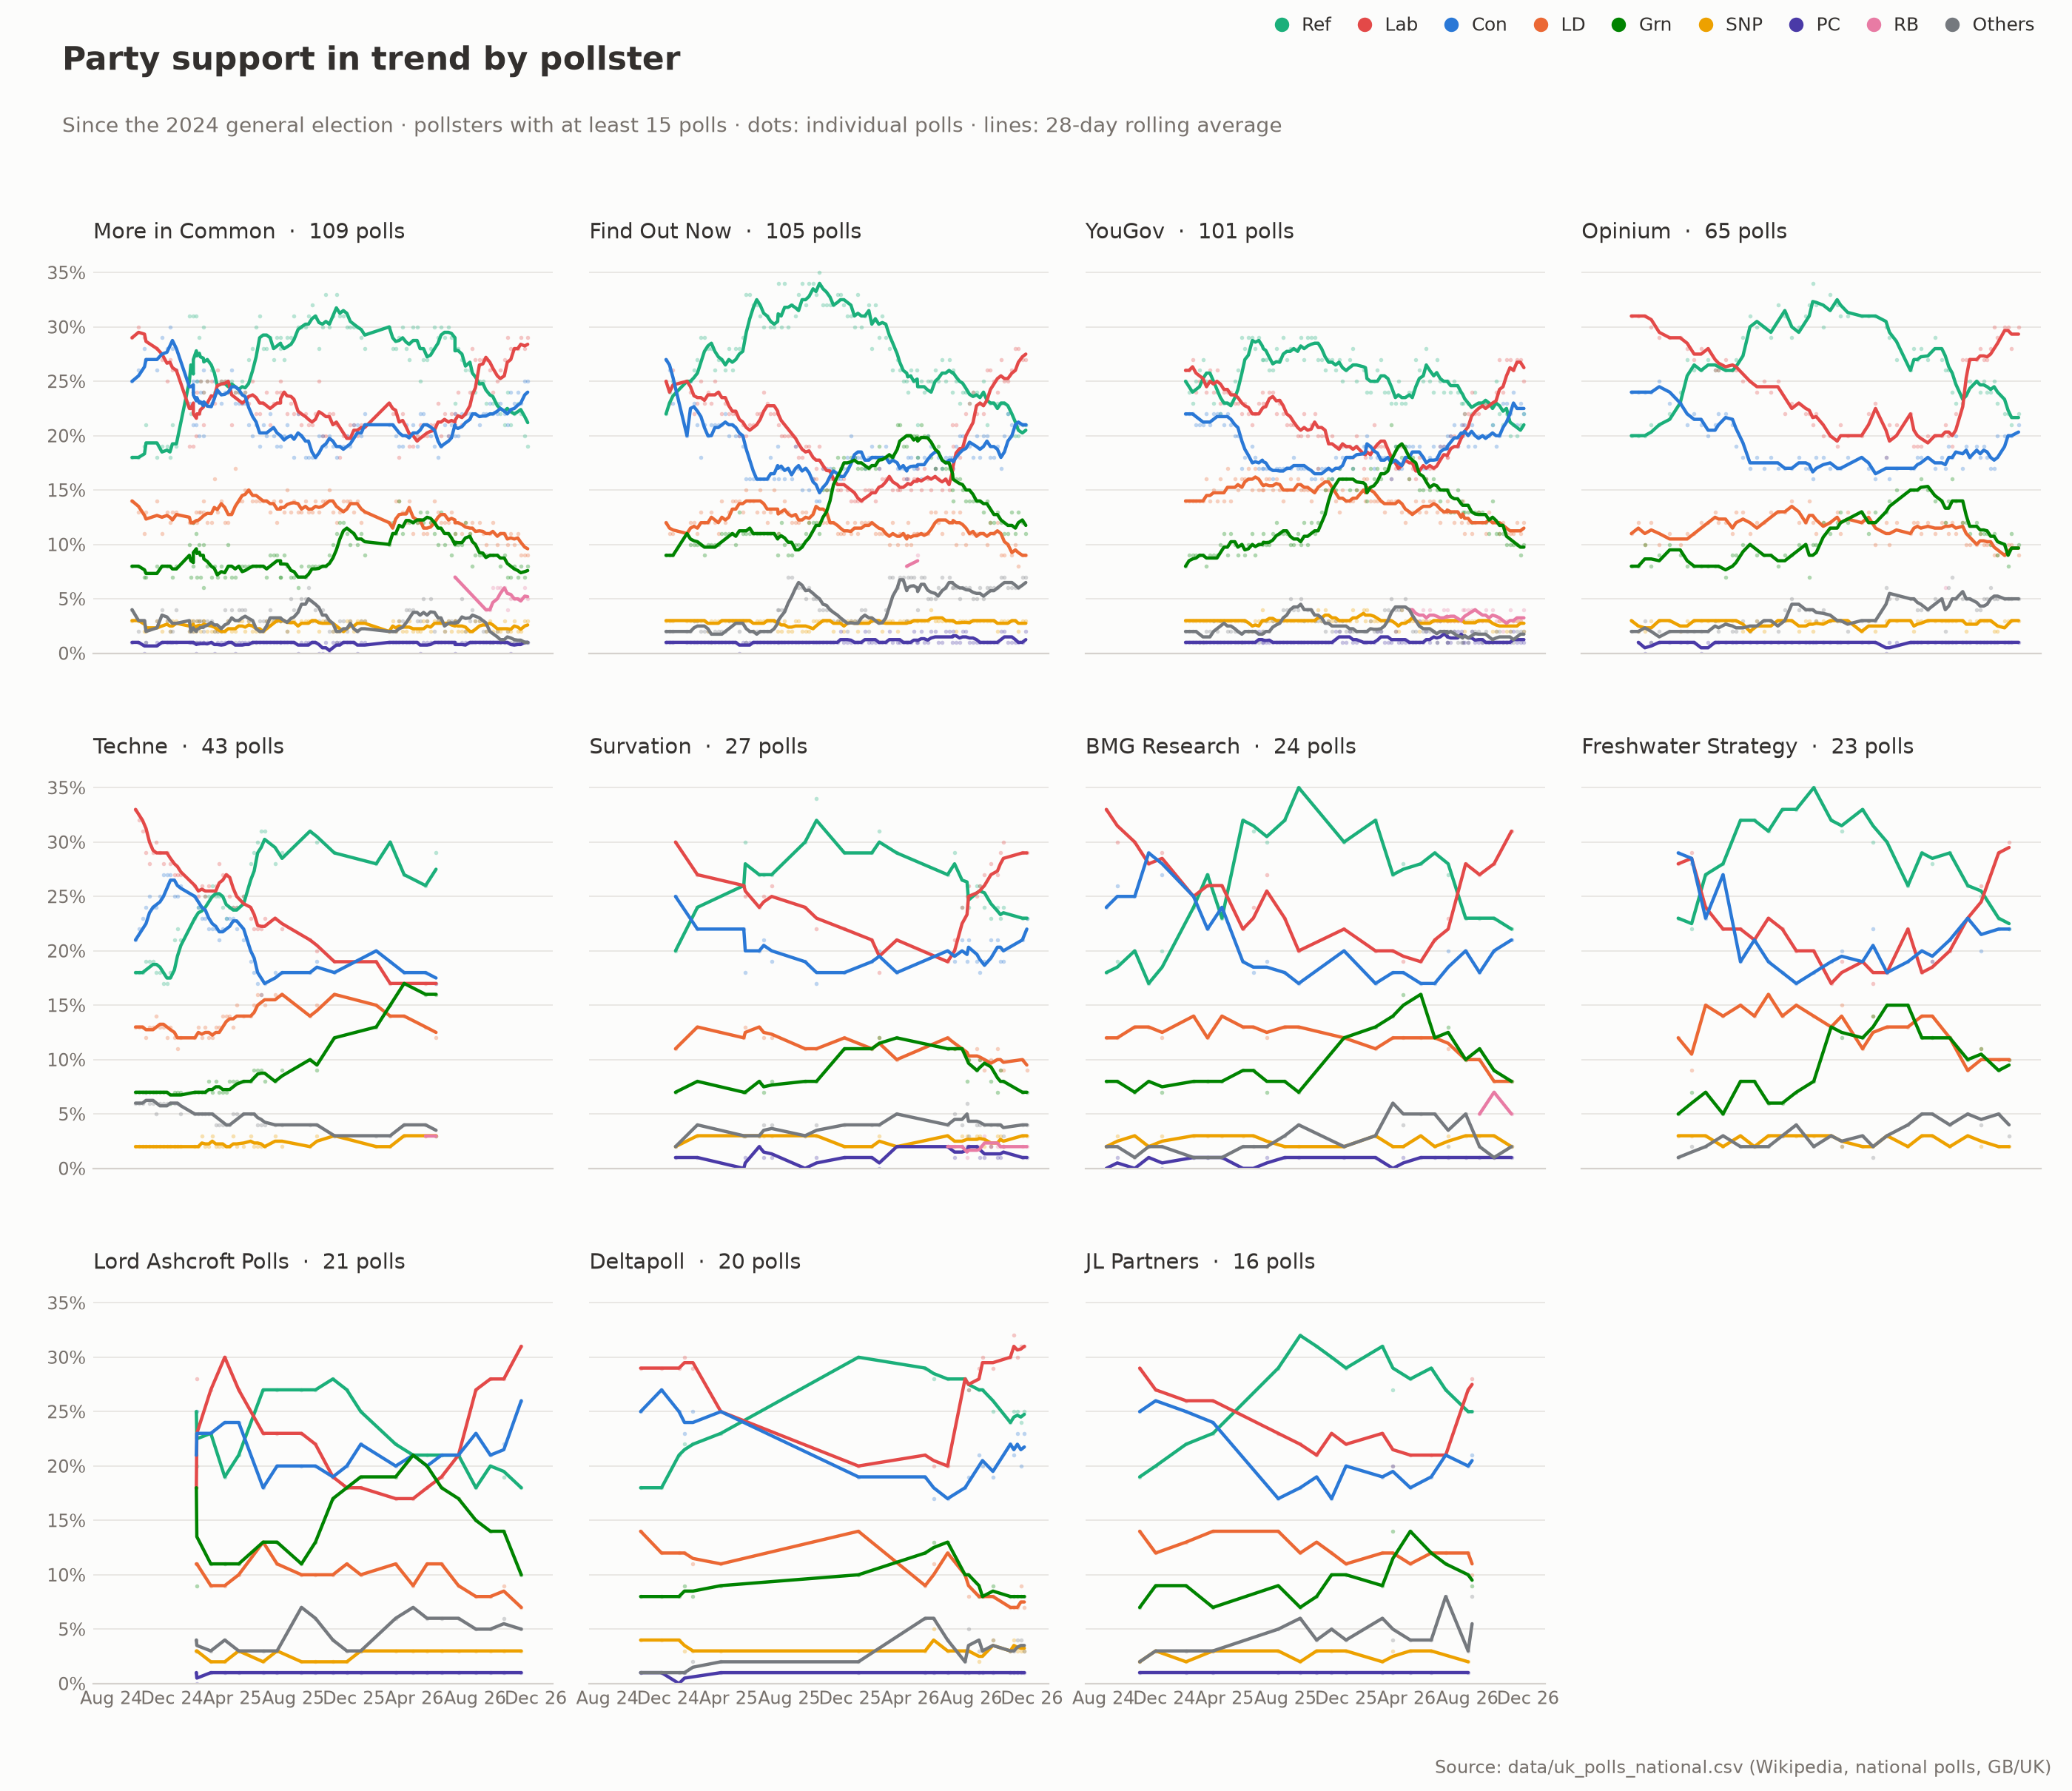 Ref Lab Con LD Grn SNP PC RB Others
Party support in trend by pollster
Since the 2024 general election · pollsters with at least 15 polls · dots: individual polls · lines: 28-day rolling average
More in Common · 109 polls
Find Out Now · 105 polls
YouGov · 101 polls
Opinium · 65 polls
35%
30%
25%
20%
15%
10%
5%
0%
Techne · 43 polls
Survation · 27 polls
BMG Research · 24 polls
Freshwater Strategy · 23 polls
35%
30%
25%
20%
15%
10%
5%
0%
Lord Ashcroft Polls · 21 polls
Deltapoll · 20 polls
JL Partners · 16 polls
35%
30%
25%
20%
15%
10%
5%
0%
Aug 24 Dec 24 Apr 25 Aug 25 Dec 25 Apr 26 Aug 26 Dec 26
Aug 24 Dec 24 Apr 25 Aug 25 Dec 25 Apr 26 Aug 26 Dec 26
Aug 24 Dec 24 Apr 25 Aug 25 Dec 25 Apr 26 Aug 26 Dec 26
Source: data/uk_polls_national.csv (Wikipedia, national polls, GB/UK)